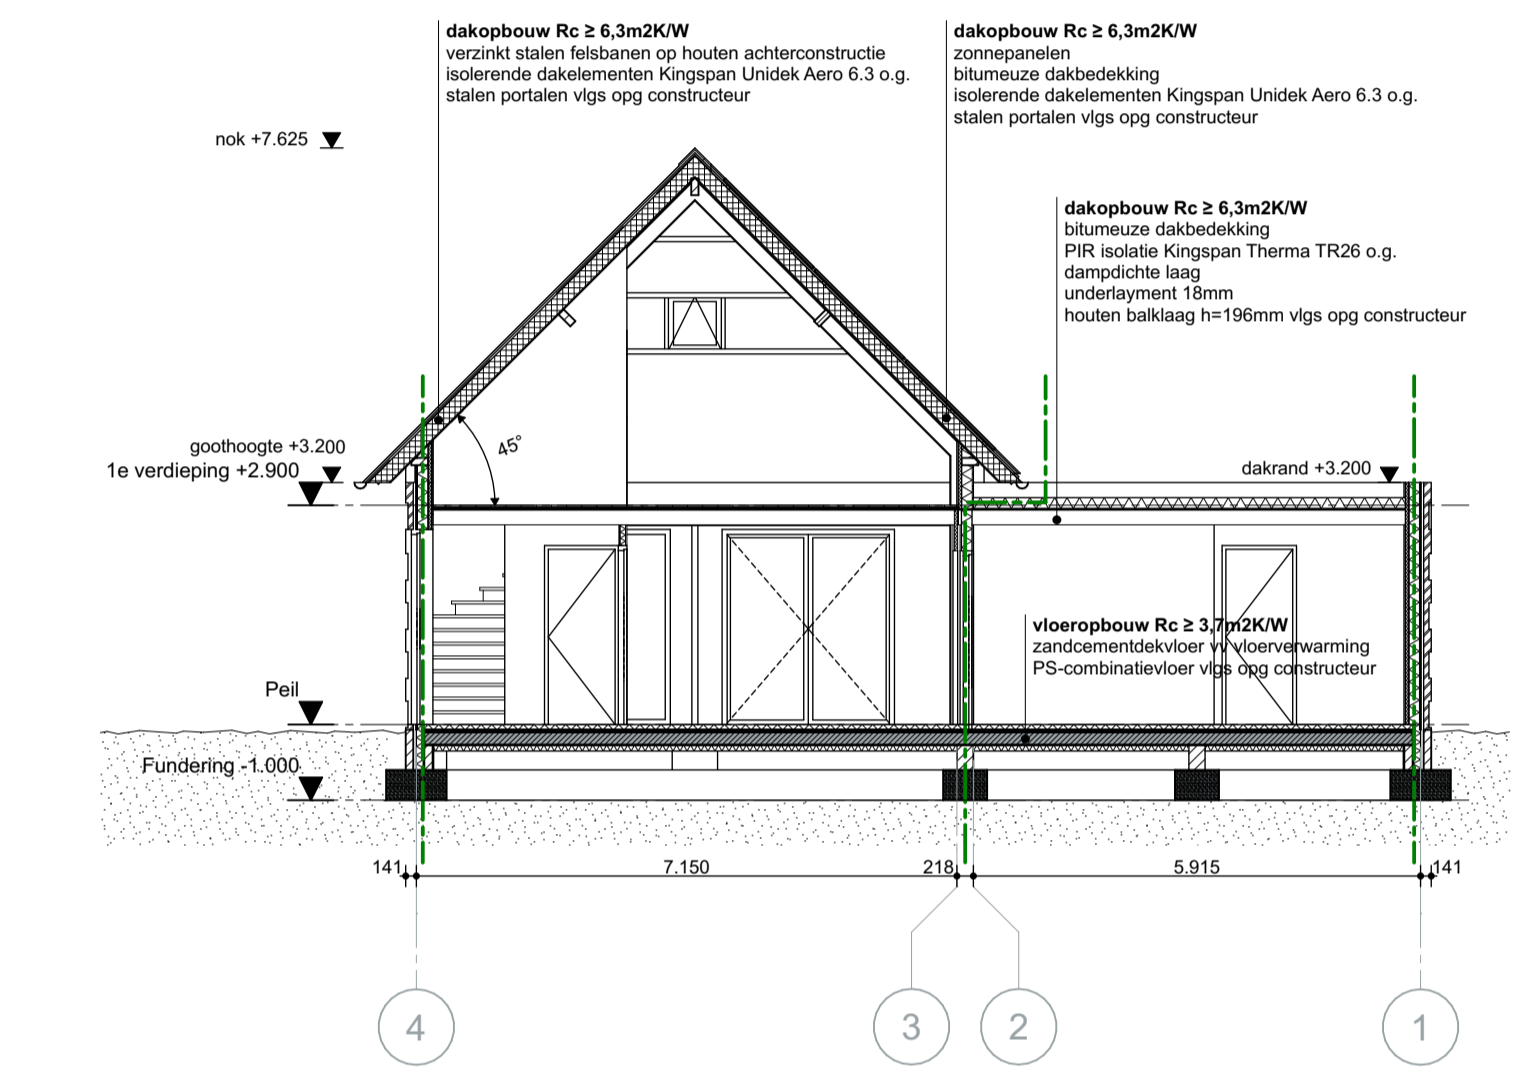 dakopbouw Rc ≥ 6,3m2K/W
verzinkt stalen felsbanen op houten achterconstructie
isolerende dakelementen Kingspan Unidek Aero 6.3 o.g.
stalen portalen vlgs opg constructeur
dakopbouw Rc ≥ 6,3m2K/W
zonnepanelen
bitumeuze dakbedekking
isolerende dakelementen Kingspan Unidek Aero 6.3 o.g.
stalen portalen vlgs opg constructeur
nok +7.625
dakopbouw Rc ≥ 6,3m2K/W
bitumeuze dakbedekking
PIR isolatie Kingspan Therma TR26 o.g.
dampdichte laag
underlayment 18mm
houten balklaag h=196mm vlgs opg constructeur
45°
goothoogte +3.200
1e verdieping +2.900
dakrand +3.200
vloeropbouw Rc ≥ 3,7m2K/W
zandcementdekvloer vv vloerverwarming
PS-combinatievloer vlgs opg constructeur
Peil
Fundering -1.000
141 7.150 218 5.915 141
4 3 2 1